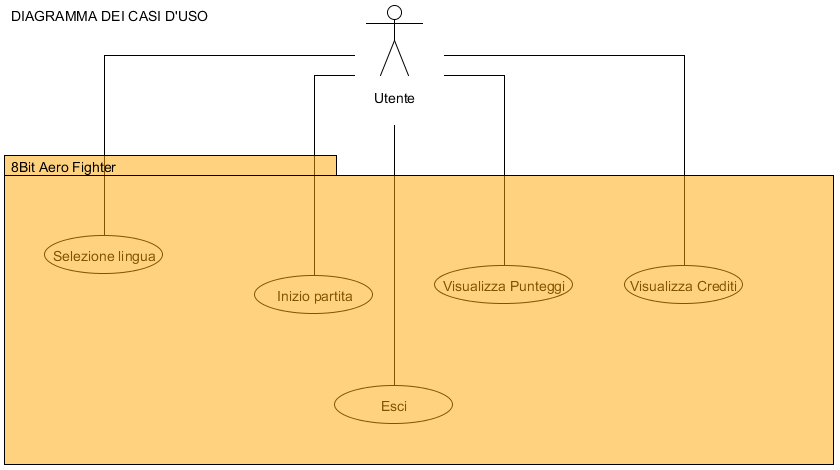 DIAGRAMMA DEI CASI D'USO
Utente
8Bit Aero Fighter
Selezione lingua
Inizio partita
Visualizza Punteggi
Visualizza Crediti
Esci